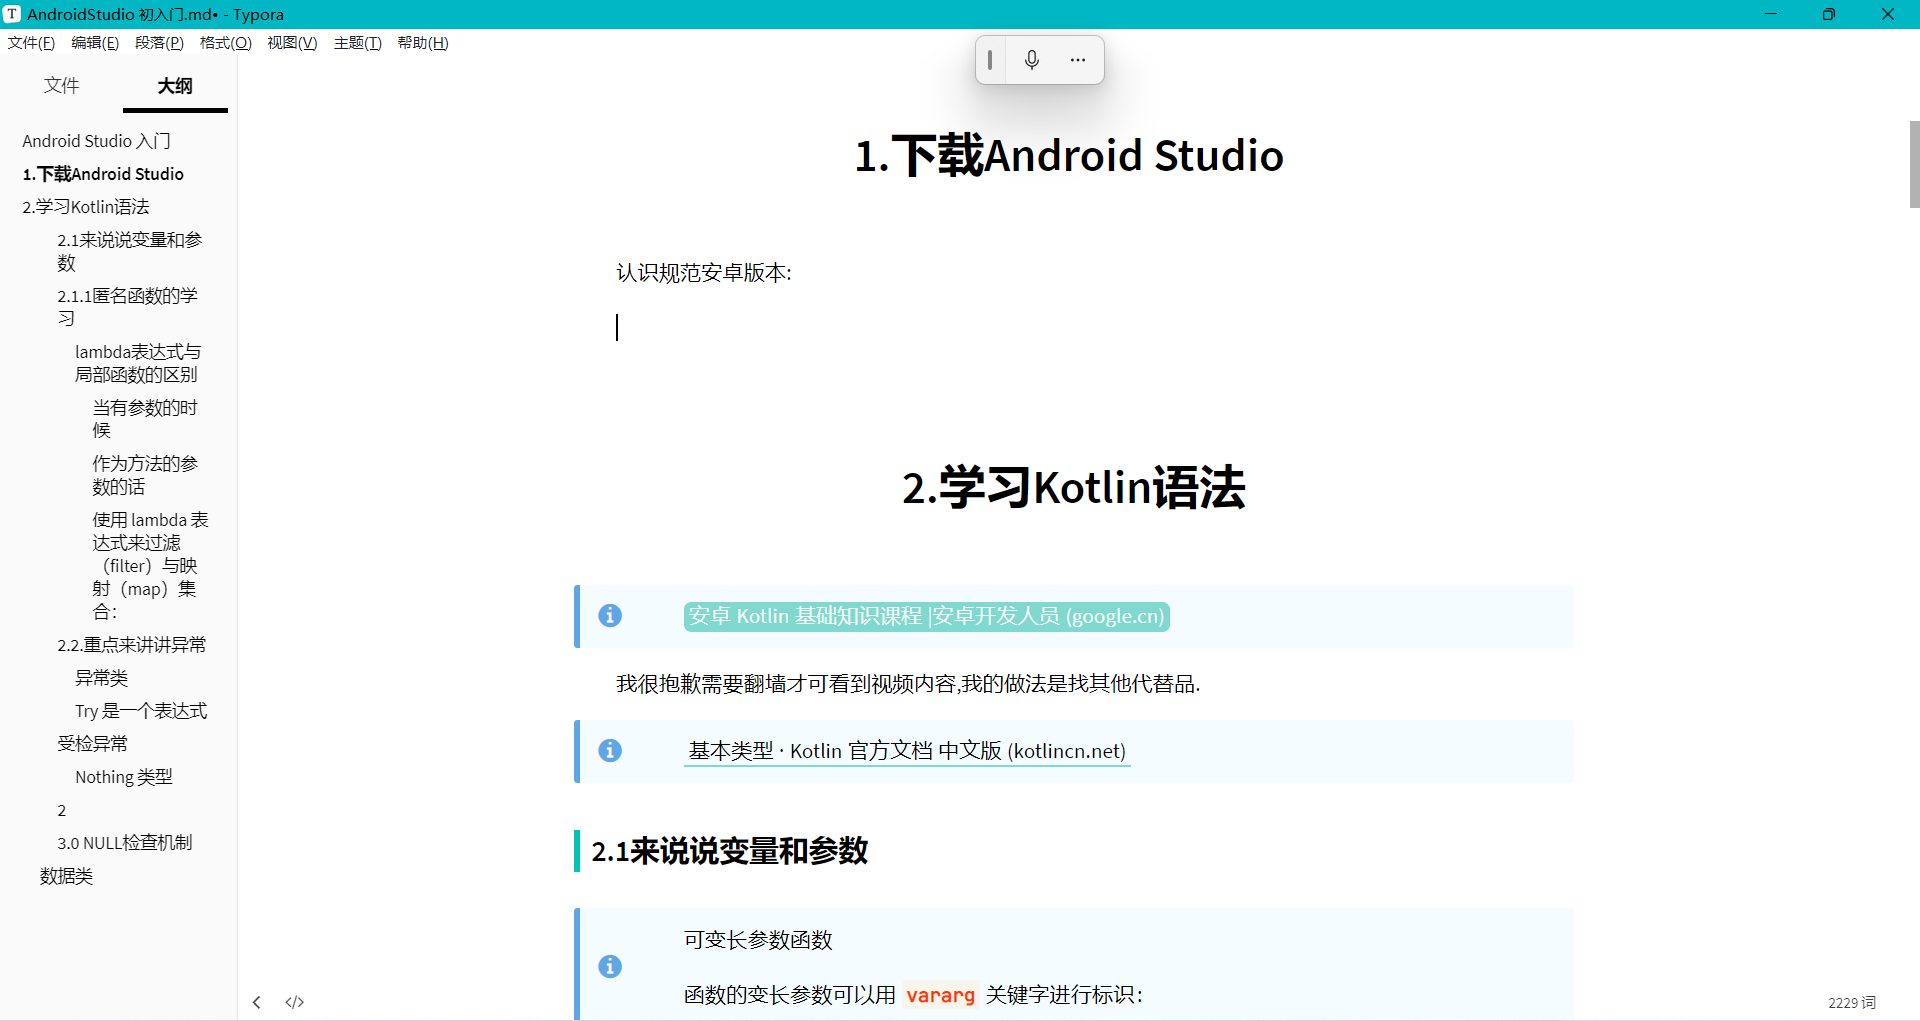 AndroidStudio 初入门.md• - Typora
文件(F) 编辑(E) 段落(P) 格式(O) 视图(V) 主题(T) 帮助(H)
文件 大纲
Android Studio 入门
1.下载Android Studio
2.学习Kotlin语法
2.1来说说变量和参
数
2.1.1匿名函数的学
习
lambda表达式与
局部函数的区别
当有参数的时
候
作为方法的参
数的话
使用 lambda 表
达式来过滤
（filter）与映
射（map）集
合：
2.2.重点来讲讲异常
异常类
Try 是一个表达式
受检异常
Nothing 类型
2
3.0 NULL检查机制
数据类
1.下载Android Studio
认识规范安卓版本:
2.学习Kotlin语法
安卓 Kotlin 基础知识课程 |安卓开发人员 (google.cn)
我很抱歉需要翻墙才可看到视频内容,我的做法是找其他代替品.
基本类型 · Kotlin 官方文档 中文版 (kotlincn.net)
2.1来说说变量和参数
可变长参数函数
函数的变长参数可以用 vararg 关键字进行标识：
2229 词